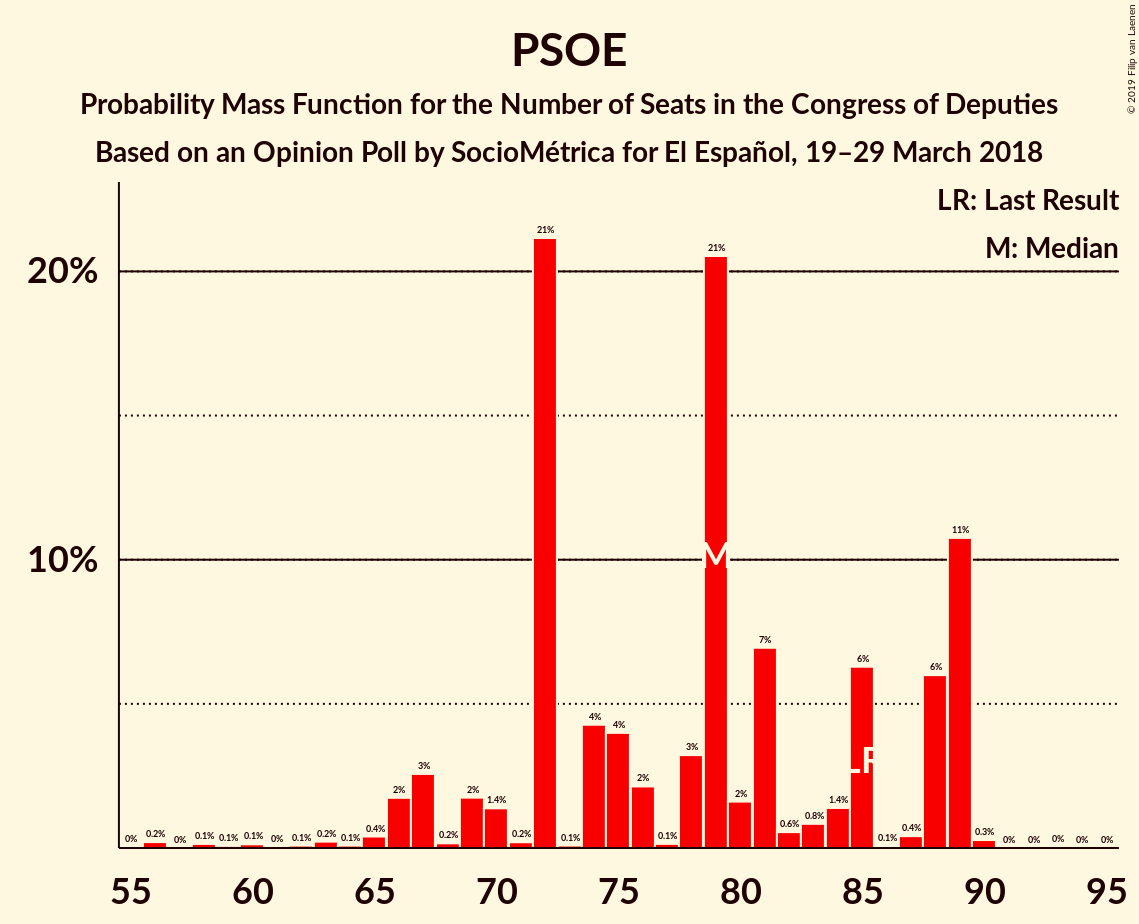 © 2019 Filip van Laenen
PSOE
Probability Mass Function for the Number of Seats in the Congress of Deputies
Based on an Opinion Poll by SocioMétrica for El Español, 19–29 March 2018
LR: Last Result
M: Median
20%
10%
0% 0.2% 0% 0.1% 0.1% 0.1% 0% 0.1% 0.2% 0.1% 0.4% 2% 3% 0.2% 2% 1.4% 0.2% 21% 0.1% 4% 4% 2% 0.1% 3% 21% 2% 7% 0.6% 0.8% 1.4% 6% 0.1% 0.4% 6% 11% 0.3% 0% 0% 0% 0% 0%
M
LR
55 60 65 70 75 80 85 90 95